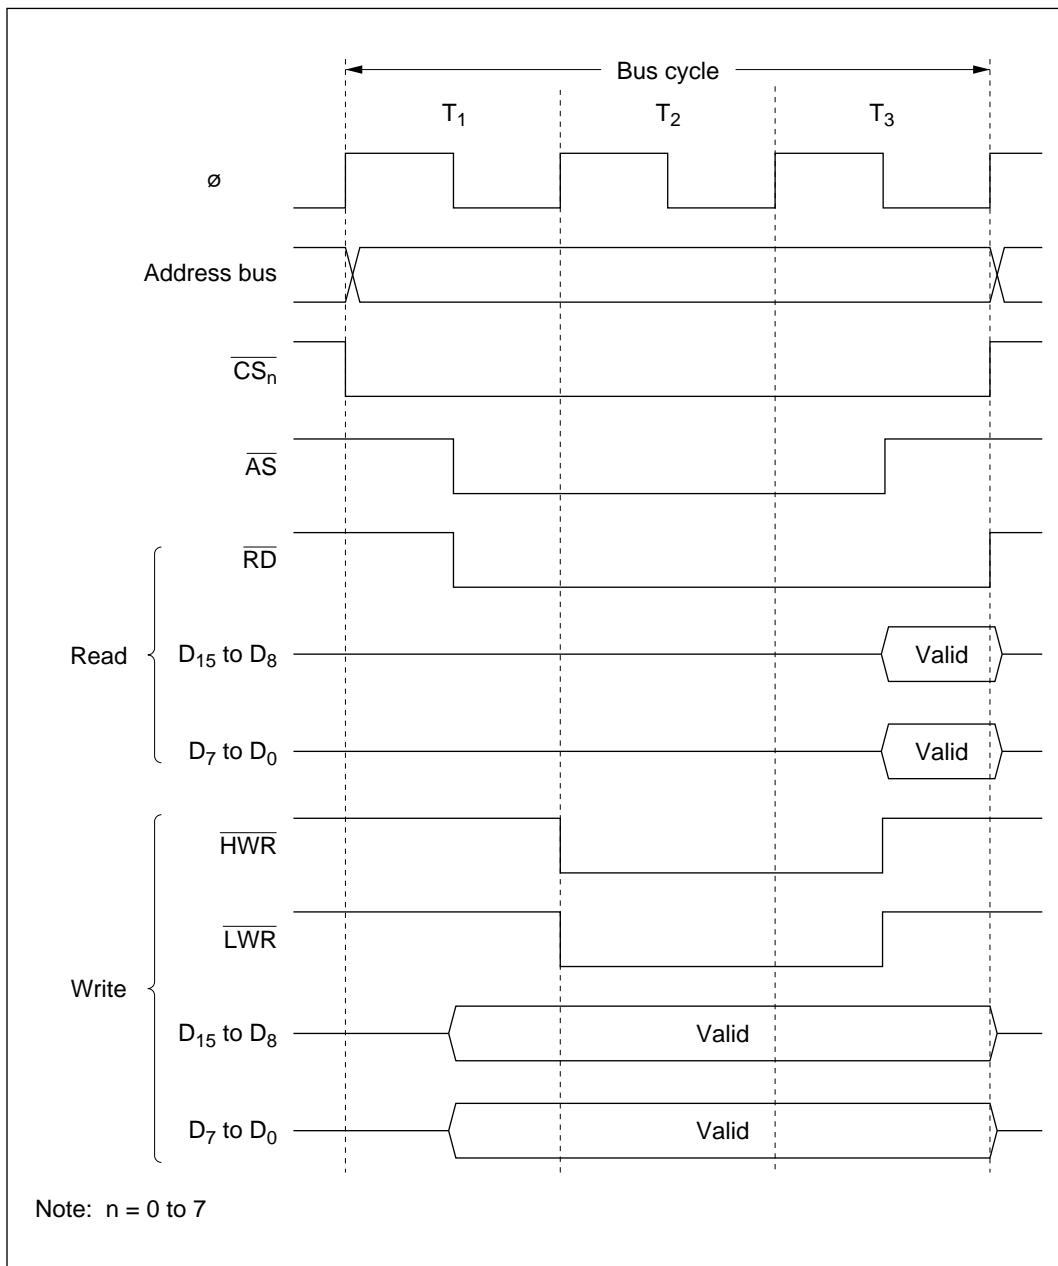 Bus cycle
T1 T2 T3
ø
Address bus
CSn
AS
RD
Read
D15 to D8 Valid
D7 to D0 Valid
HWR
LWR
Write
D15 to D8 Valid
D7 to D0 Valid
Note: n = 0 to 7